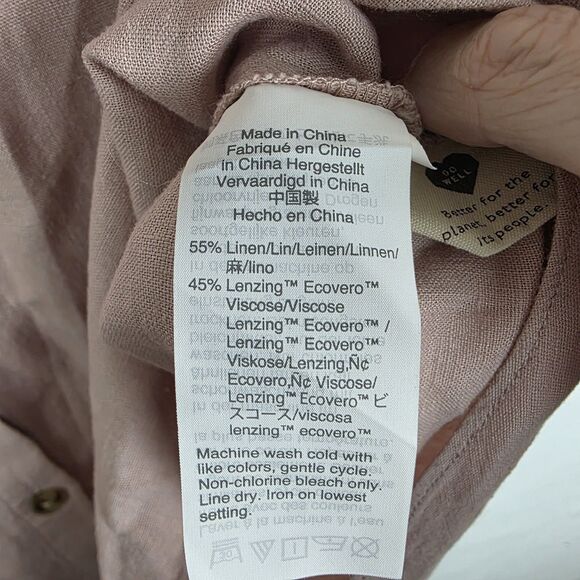 Made in China
Fabriqué en Chine
in China Hergestellt
Vervaardigd in China
中国製
Hecho en China
55% Linen/Lin/Leinen/Linnen/
麻/lino
45% Lenzing™ Ecovero™
Viscose/Viscose
Lenzing™ Ecovero™ /
Lenzing™ Ecovero™
Viskose/Lenzing‚Ñ¢
Ecovero‚Ñ¢ Viscose/
Lenzing™ Ecovero™ ビ
スコース/viscosa
lenzing™ ecovero™
Machine wash cold with
like colors, gentle cycle.
Non-chlorine bleach only.
Line dry. Iron on lowest
setting.
DO
WELL
Better for the
planet, better for
its people.